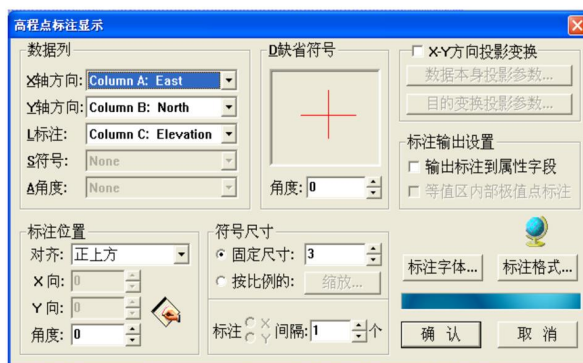 高程点标注显示
数据列
X轴方向: Column A: East
Y轴方向: Column B: North
L标注: Column C: Elevation
S符号: None
A角度: None
D缺省符号
角度: 0
X-Y方向投影变换
数据本身投影参数...
目的变换投影参数...
标注输出设置
输出标注到属性字段
等值区内部极值点标注
标注位置
对齐: 正上方
X向: 0
Y向: 0
角度: 0
符号尺寸
固定尺寸: 3
按比例的: 缩放...
标注 X Y 间隔: 1 个
标注字体... 标注格式...
确 认 取 消